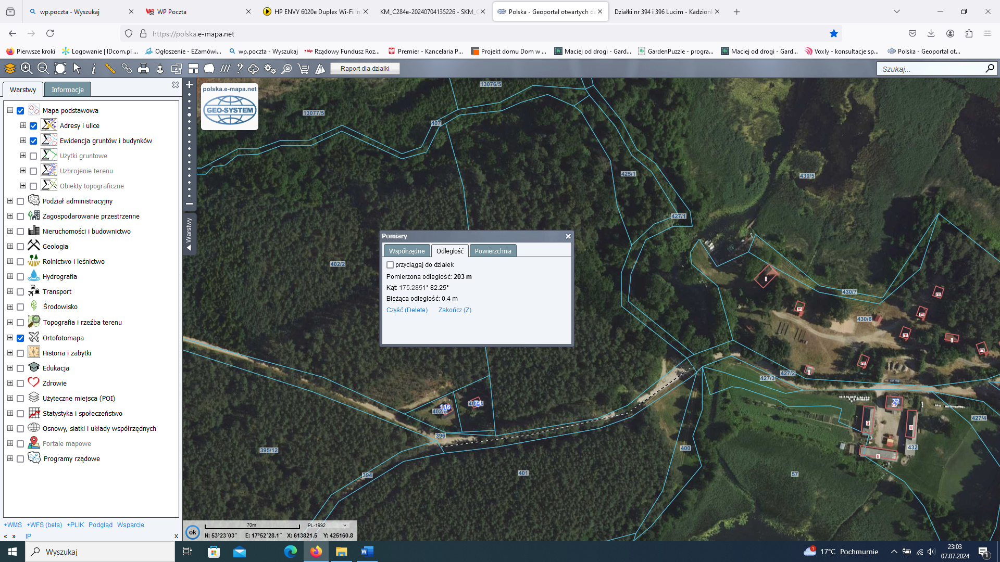 wp.poczta - Wyszukaj
WP Poczta
HP ENVY 6020e Duplex Wi-Fi In
KM_C284e-20240704135226 - SKM_C
Polska - Geoportal otwartych da
Działki nr 394 i 396 Lucim - Kadzionk
https://polska.e-mapa.net
Pierwsze kroki
Logowanie | IDcom.pl ...
Ogłoszenie - EZamówi...
wp.poczta - Wyszukaj
Rządowy Fundusz Roz...
Premier - Kancelaria P...
Projekt domu Dom w ...
Maciej od drogi - Gard...
GardenPuzzle - progra...
Maciej od drogi - Gard...
Voxly - konsultacje sp...
Polska - Geoportal ot...
Raport dla działki
Szukaj...
Warstwy
Informacje
Mapa podstawowa
Adresy i ulice
Ewidencja gruntów i budynków
Użytki gruntowe
Uzbrojenie terenu
Obiekty topograficzne
Podział administracyjny
Zagospodarowanie przestrzenne
Nieruchomości i budownictwo
Geologia
Rolnictwo i leśnictwo
Hydrografia
Transport
Środowisko
Topografia i rzeźba terenu
Ortofotomapa
Historia i zabytki
Edukacja
Zdrowie
Użyteczne miejsca (POI)
Statystyka i społeczeństwo
Osnowy, siatki i układy współrzędnych
Portale mapowe
Programy rządowe
+WMS +WFS (beta) +PLIK Podgląd Wsparcie
« » IP x
Warstwy
polska.e-mapa.net
GEO-SYSTEM
13076/5
13077/5
407
425/1
430/5
427/1
402/2
430/7
430/6
Pomiary
Współrzędne
Odległość
Powierzchnia
przyciągaj do działek
Pomierzona odległość: 203 m
Kąt: 175.2851° 82.25°
Bieżąca odległość: 0.4 m
Czyść (Delete) Zakończ (Z)
i
m
m
m
m
i
m
m
i
427/2
427/3
116
74
72
m
g
g
g
427/4
396
395/12
400
432
394
401
57
ok
70m
PL-1992
N: 53°23´03˝ E: 17°52´28.1˝ X: 613821.5 Y: 425160.8
Wyszukaj
1
17°C Pochmurnie
23:03
07.07.2024
1